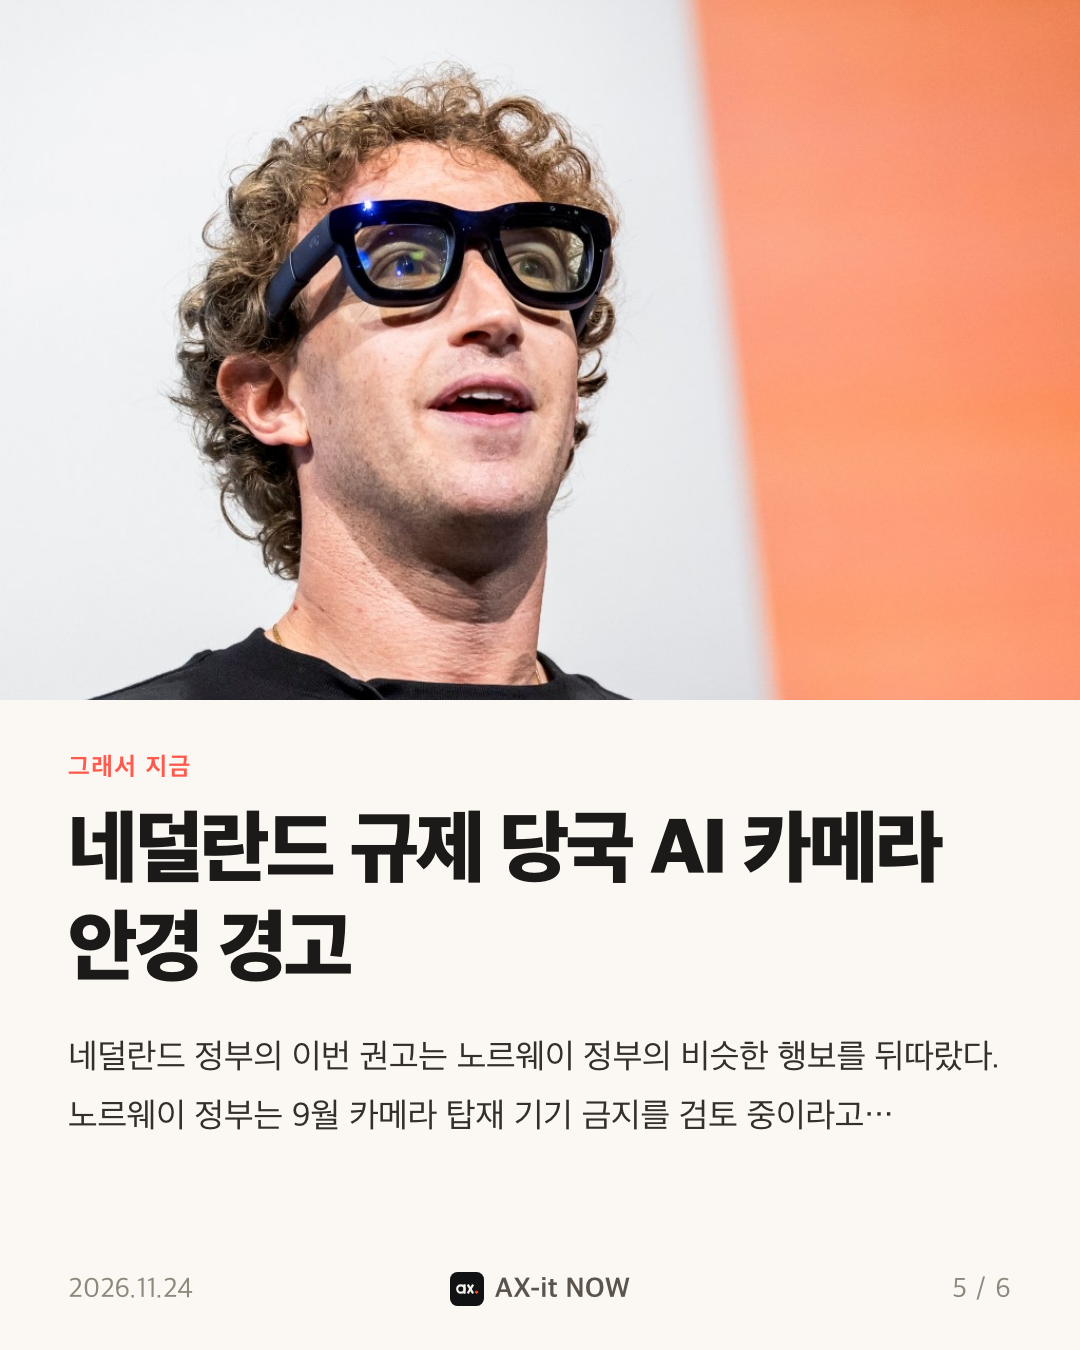 그래서 지금
네덜란드 규제 당국 AI 카메라
안경 경고
네덜란드 정부의 이번 권고는 노르웨이 정부의 비슷한 행보를 뒤따랐다.
노르웨이 정부는 9월 카메라 탑재 기기 금지를 검토 중이라고…
2026.11.24
ax. AX-it NOW
5 / 6